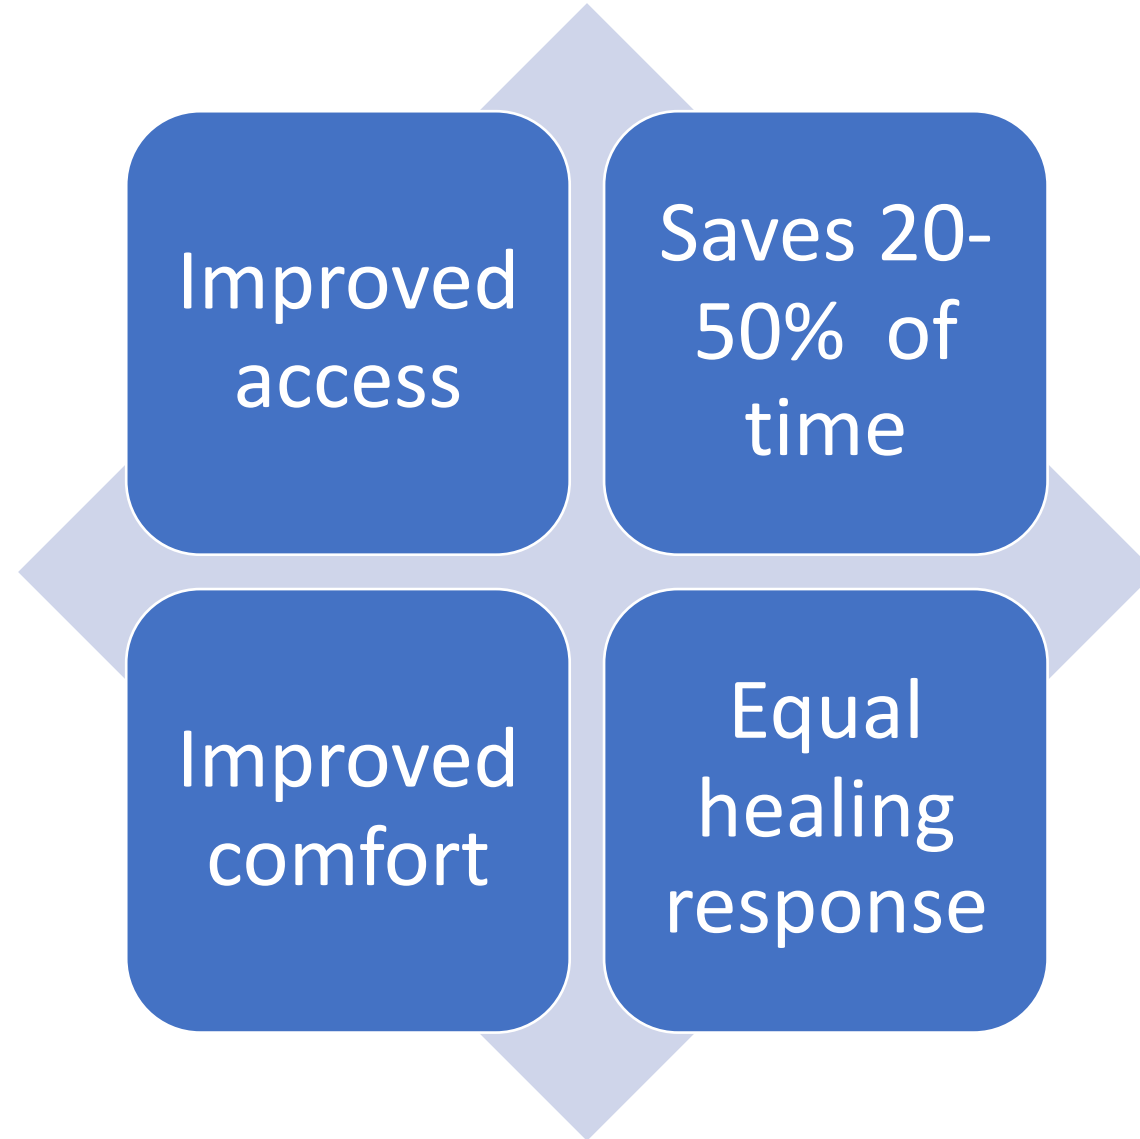 Improved
access
Saves 20-
50%  of
time
Improved
comfort
Equal
healing
response